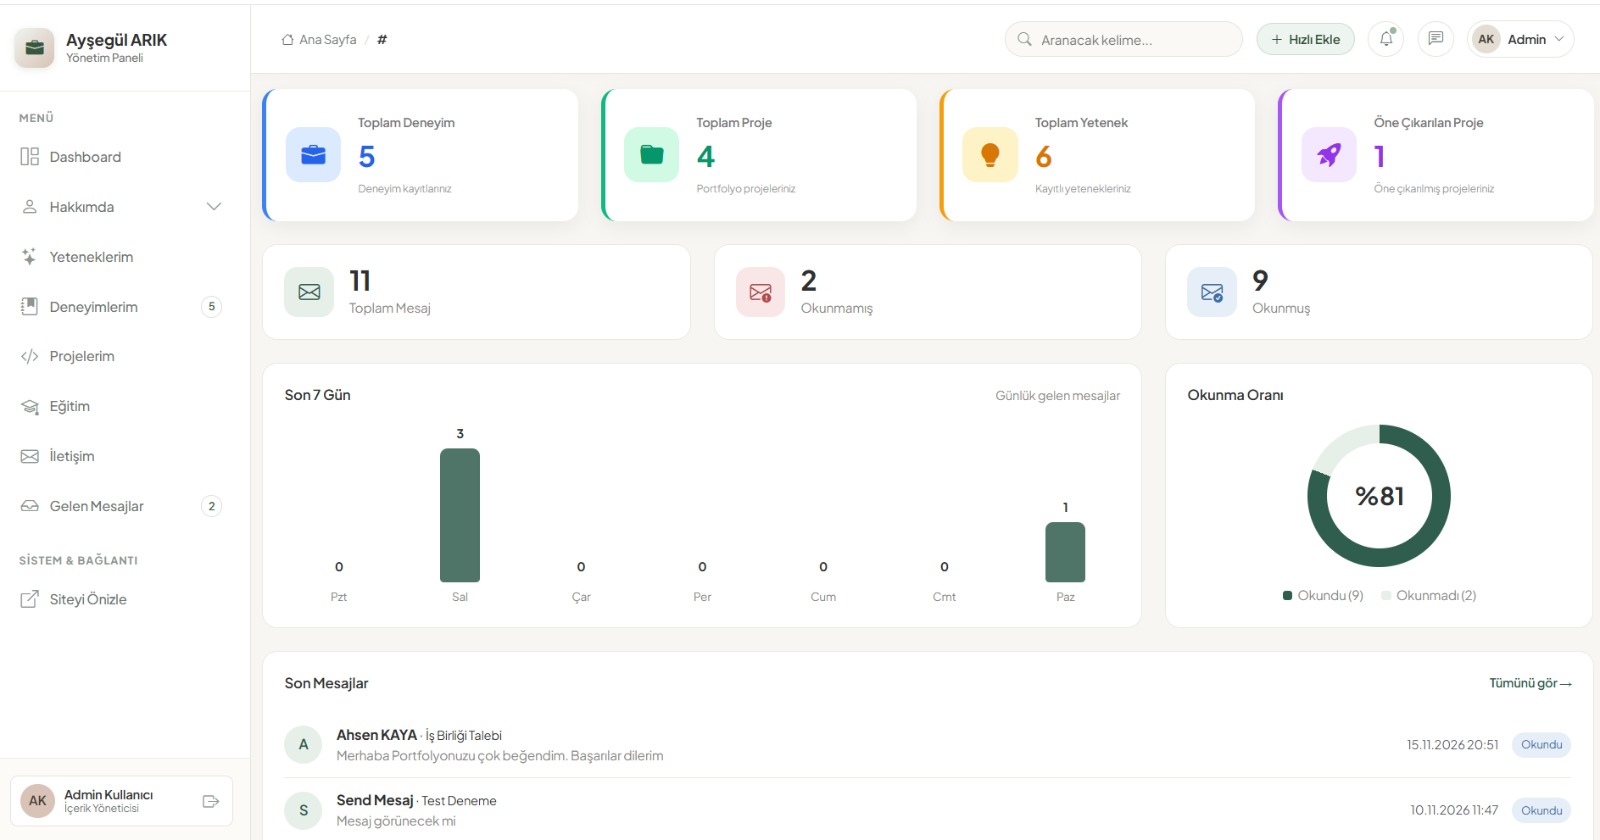 Ayşegül ARIK
Yönetim Paneli
MENÜ
Dashboard
Hakkımda
Yeteneklerim
Deneyimlerim 5
Projelerim
Eğitim
İletişim
Gelen Mesajlar 2
SİSTEM & BAĞLANTI
Siteyi Önizle
AK
Admin Kullanıcı
İçerik Yöneticisi
Ana Sayfa / #
Aranacak kelime...
+ Hızlı Ekle
AK Admin
Toplam Deneyim
5
Deneyim kayıtlarınız
Toplam Proje
4
Portfolyo projeleriniz
Toplam Yetenek
6
Kayıtlı yetenekleriniz
Öne Çıkarılan Proje
1
Öne çıkarılmış projeleriniz
11
Toplam Mesaj
2
Okunmamış
9
Okunmuş
Son 7 Gün
Günlük gelen mesajlar
0 3 0 0 0 0 1
Pzt Sal Çar Per Cum Cmt Paz
Okunma Oranı
%81
Okundu (9) Okunmadı (2)
Son Mesajlar
Tümünü gör →
A
Ahsen KAYA · İş Birliği Talebi
Merhaba Portfolyonuzu çok beğendim. Başarılar dilerim
15.11.2026 20:51 Okundu
S
Send Mesaj · Test Deneme
Mesaj görünecek mi
10.11.2026 11:47 Okundu